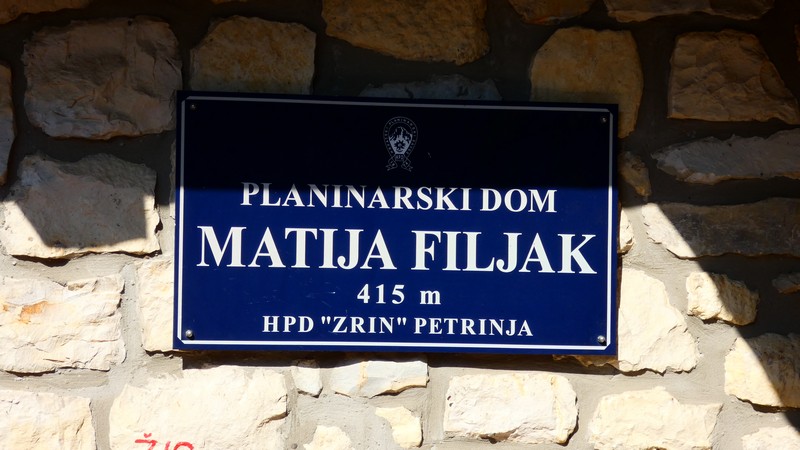 PLANINARSKI DOM
MATIJA FILJAK
415 m
HPD "ZRIN" PETRINJA